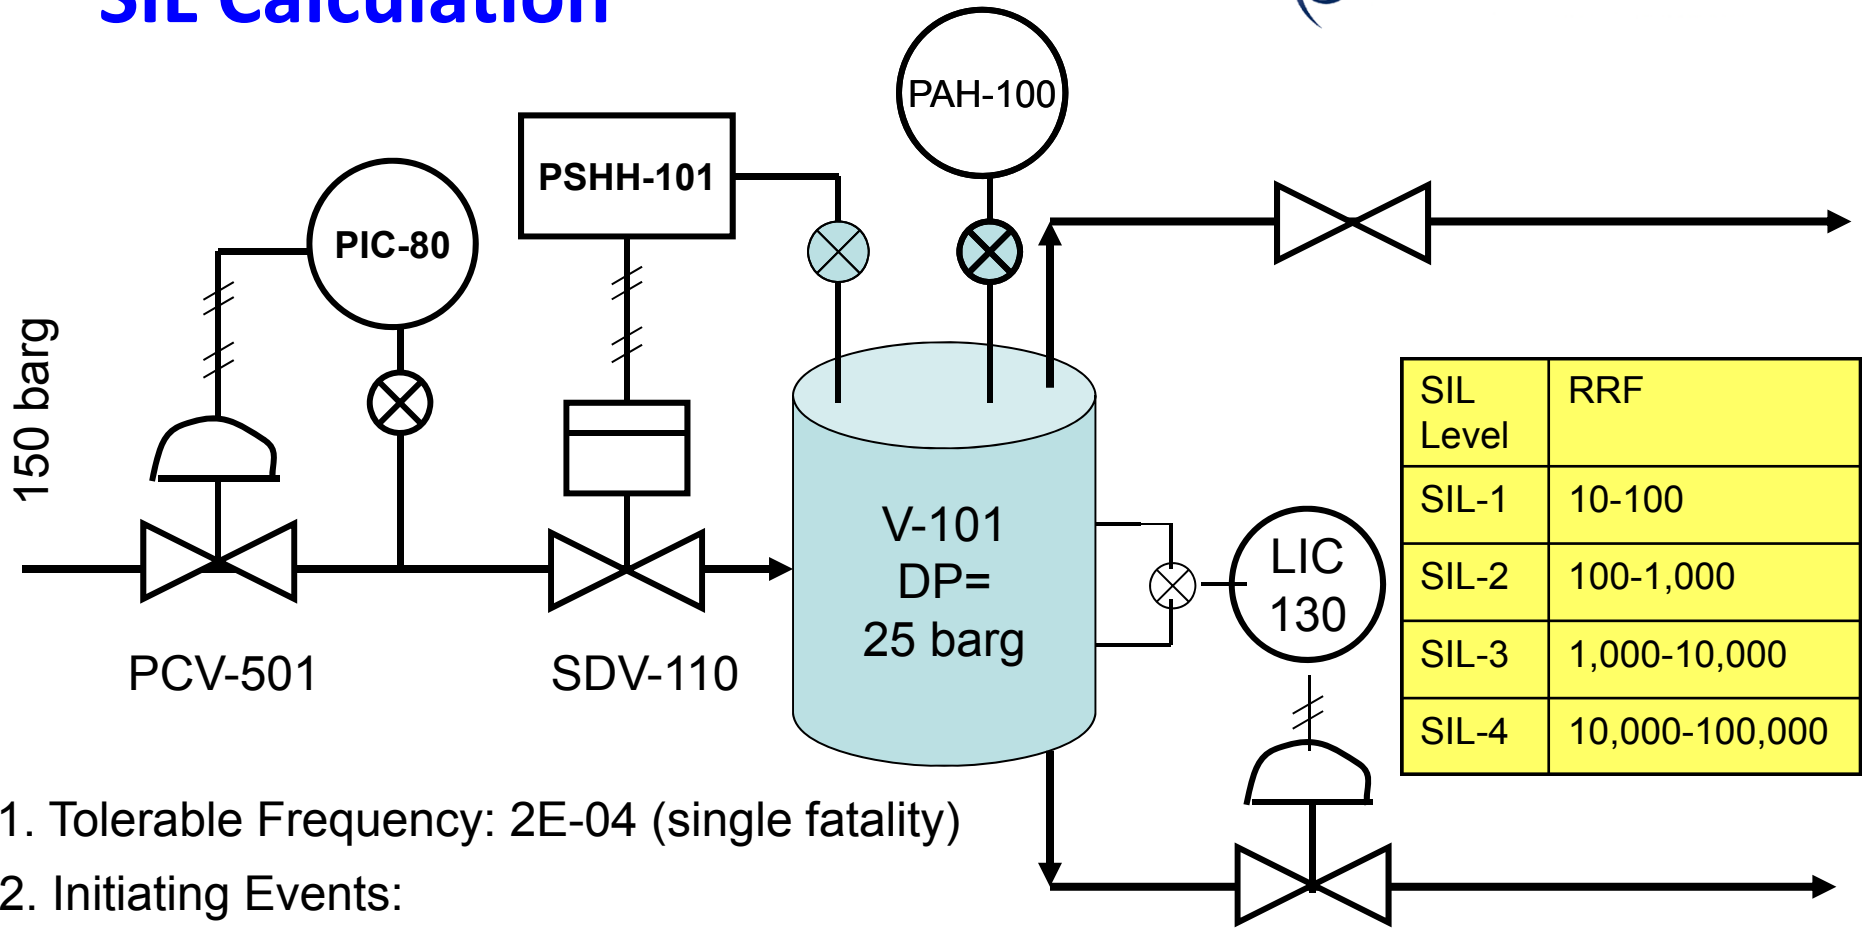 SIL Calculation
PAH-100
PSHH-101
PIC-80
150 barg
SIL Level RRF
SIL-1 10-100
SIL-2 100-1,000
SIL-3 1,000-10,000
SIL-4 10,000-100,000
V-101
DP=
25 barg
LIC
130
PCV-501
SDV-110
1. Tolerable Frequency: 2E-04 (single fatality)
2. Initiating Events: